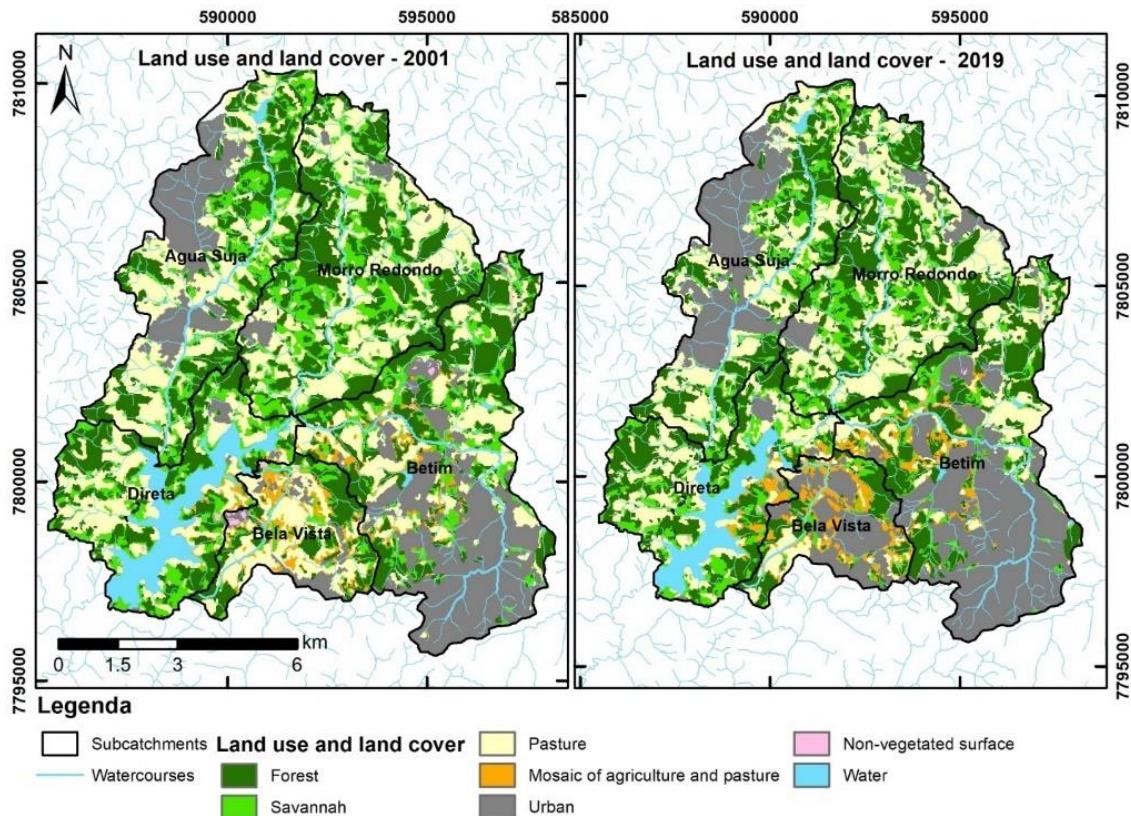 590000 595000 585000 590000 595000
Land use and land cover - 2001
Land use and land cover - 2019
N
7810000
7805000
7800000
7795000
7810000
7805000
7800000
7795000
Agua Suja
Morro Redondo
Direta
Betim
Bela Vista
Agua Suja
Morro Redondo
Direta
Betim
Bela Vista
km
0 1.5 3 6
Legenda
Subcatchments
Watercourses
Land use and land cover
Forest
Savannah
Pasture
Mosaic of agriculture and pasture
Urban
Non-vegetated surface
Water